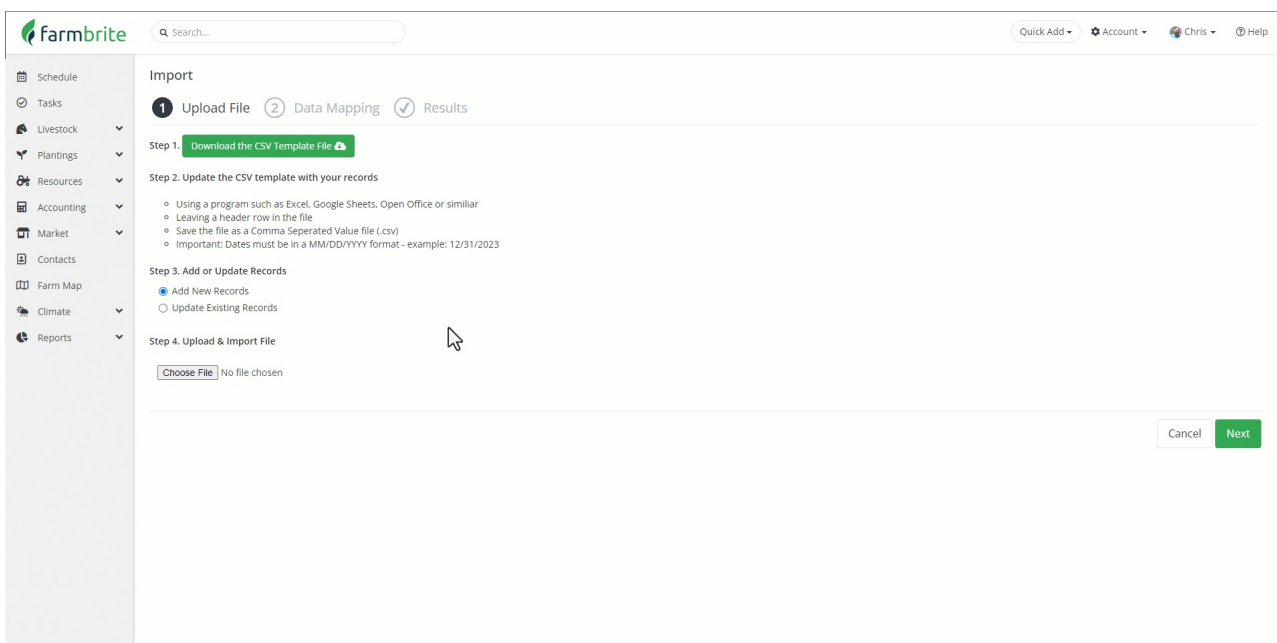 farmbrite
Search...
Quick Add
Account
Chris
Help
Schedule
Tasks
Livestock
Plantings
Resources
Accounting
Market
Contacts
Farm Map
Climate
Reports
Import
1 Upload File 2 Data Mapping Results
Step 1. Download the CSV Template File
Step 2. Update the CSV template with your records
Using a program such as Excel, Google Sheets, Open Office or similiar
Leaving a header row in the file
Save the file as a Comma Seperated Value file (.csv)
Important: Dates must be in a MM/DD/YYYY format - example: 12/31/2023
Step 3. Add or Update Records
Add New Records
Update Existing Records
Step 4. Upload & Import File
Choose File No file chosen
Cancel Next